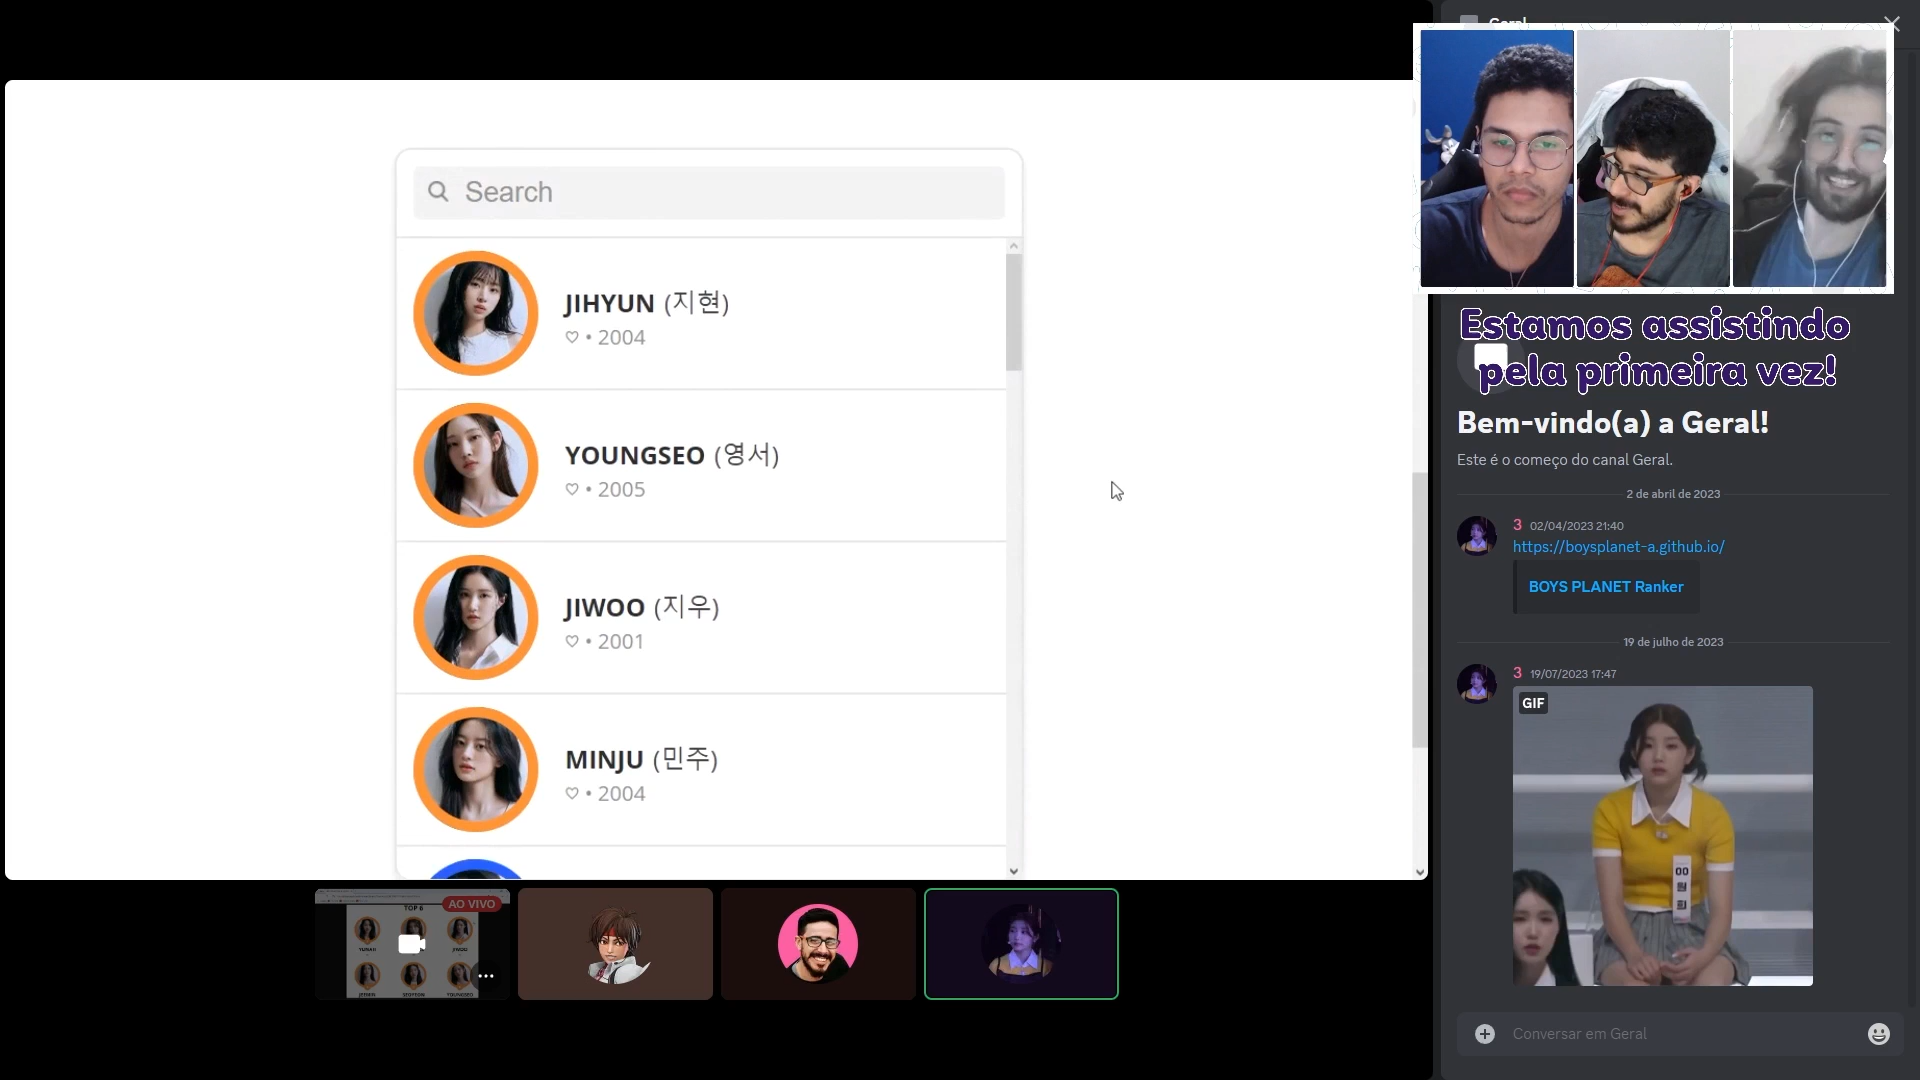 Search
JIHYUN (지현)
♡ • 2004
YOUNGSEO (영서)
♡ • 2005
JIWOO (지우)
♡ • 2001
MINJU (민주)
♡ • 2004
AO VIVO
TOP 6
Geral
Estamos assistindo
pela primeira vez!
Bem-vindo(a) a Geral!
Este é o começo do canal Geral.
2 de abril de 2023
3 02/04/2023 21:40
https://boysplanet-a.github.io/
BOYS PLANET Ranker
19 de julho de 2023
3 19/07/2023 17:47
GIF
Conversar em Geral